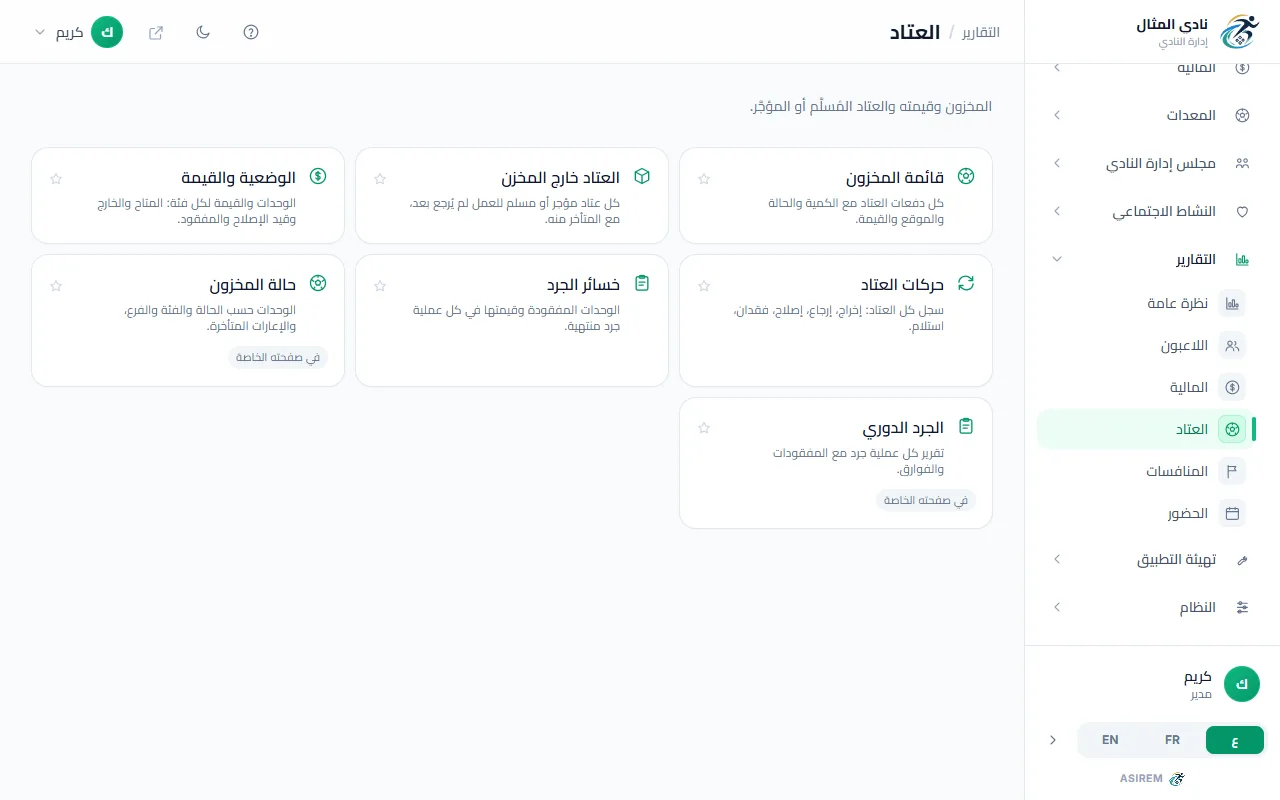 نادي المثال
إدارة النادي
المالية
المعدات
مجلس إدارة النادي
النشاط الاجتماعي
التقارير
نظرة عامة
اللاعبون
المالية
العتاد
المنافسات
الحضور
تهيئة التطبيق
النظام
كريم
مدير
ك
ع
FR
EN
ASIREM
التقارير / العتاد
ك
كريم
المخزون وقيمته والعتاد المُسلَّم أو المؤجَّر.
قائمة المخزون
كل دفعات العتاد مع الكمية والحالة
والموقع والقيمة.
العتاد خارج المخزن
كل عتاد مؤجر أو مسلم للعمل لم يُرجع بعد،
مع المتأخر منه.
الوضعية والقيمة
الوحدات والقيمة لكل فئة: المتاح والخارج
وقيد الإصلاح والمفقود.
حركات العتاد
سجل كل العتاد: إخراج، إرجاع، إصلاح، فقدان،
استلام.
خسائر الجرد
الوحدات المفقودة وقيمتها في كل عملية
جرد منتهية.
حالة المخزون
الوحدات حسب الحالة والفئة والفرع،
والإعارات المتأخرة.
في صفحته الخاصة
الجرد الدوري
تقرير كل عملية جرد مع المفقودات
والفوارق.
في صفحته الخاصة